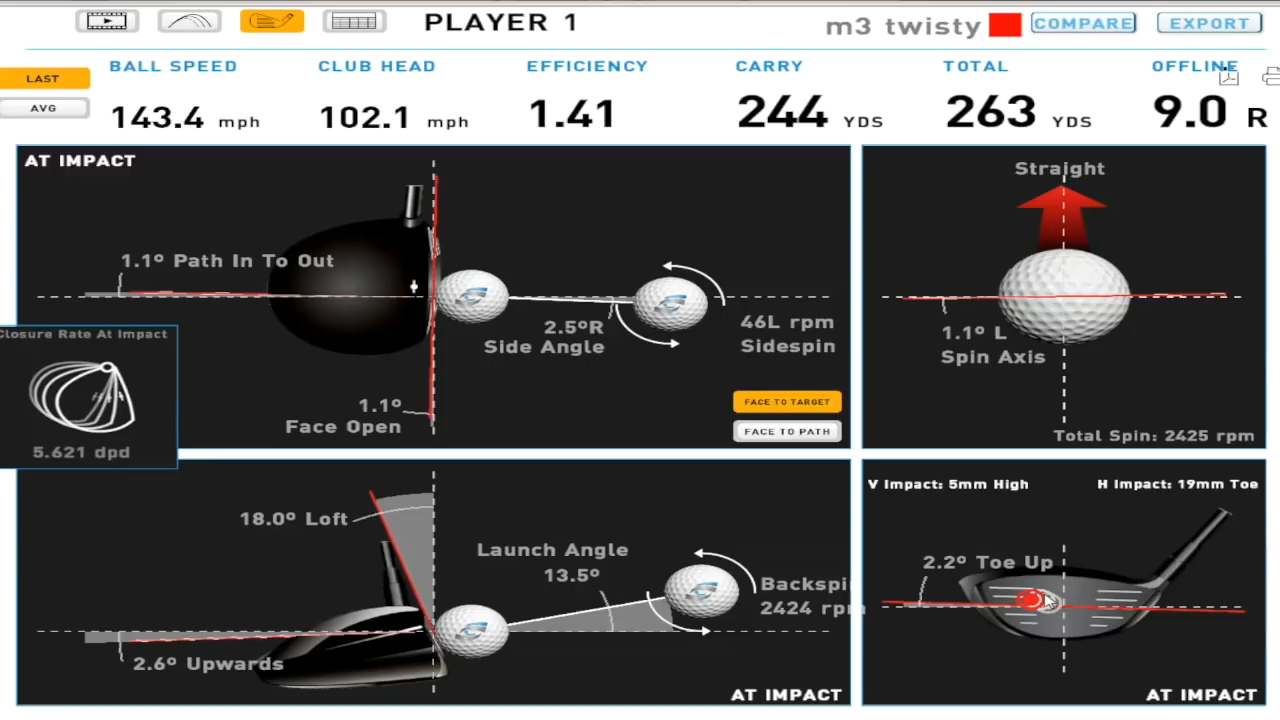 PLAYER 1
m3 twisty
COMPARE
EXPORT
LAST
AVG
BALL SPEED
143.4 mph
CLUB HEAD
102.1 mph
EFFICIENCY
1.41
CARRY
244 YDS
TOTAL
263 YDS
OFFLINE
9.0 R
AT IMPACT
1.1º Path In To Out
2.5ºR
Side Angle
46L rpm
Sidespin
1.1º
Face Open
FACE TO TARGET
FACE TO PATH
Closure Rate At Impact
5.621 dpd
Straight
1.1º L
Spin Axis
Total Spin: 2425 rpm
18.0º Loft
Launch Angle
13.5º
Backspi
2424 rpm
2.6º Upwards
AT IMPACT
V Impact: 5mm High
H Impact: 19mm Toe
2.2º Toe Up
AT IMPACT